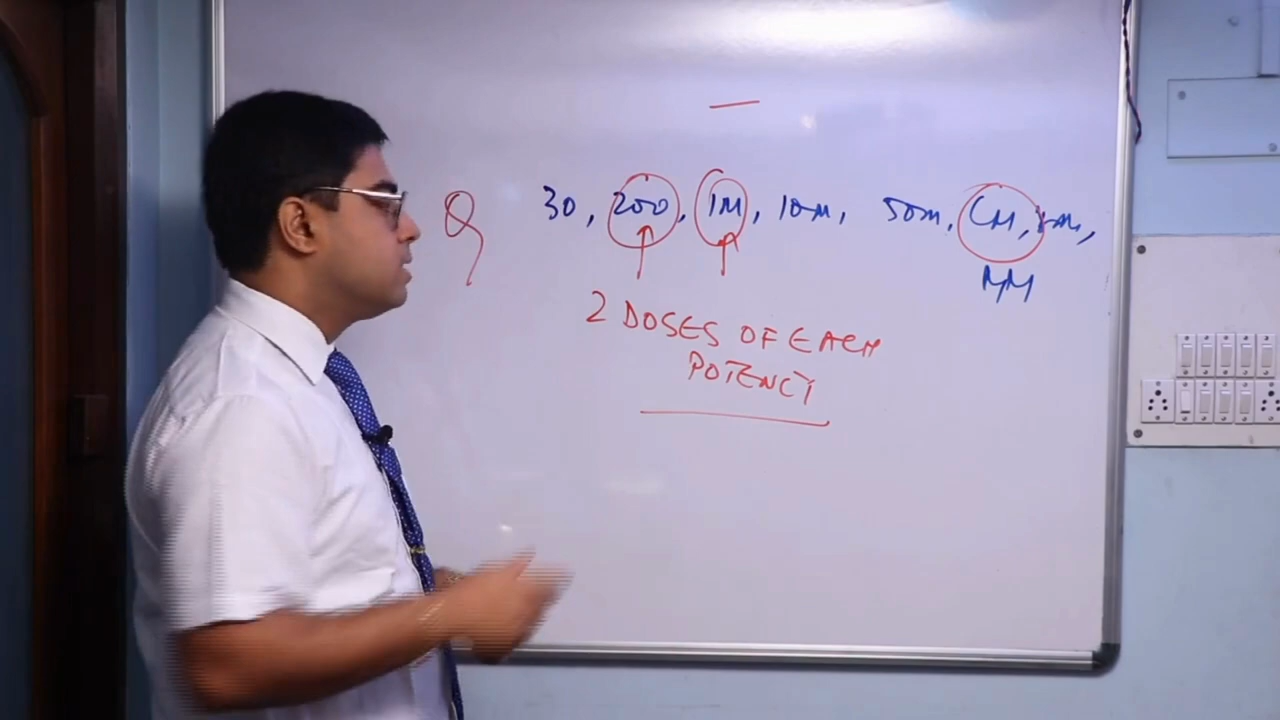 Q 30, 200, 1M, 10M, 50M, CM,
MM
2 DOSES OF EACH
POTENCY